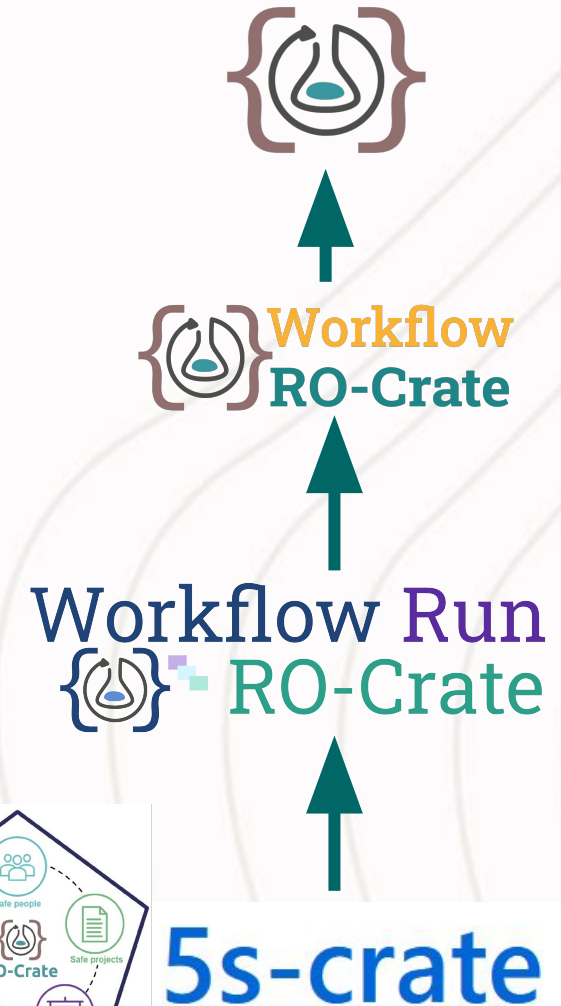 Workflow
RO-Crate
Workflow Run
RO-Crate
safe people
Safe projects
O-Crate
5s-crate